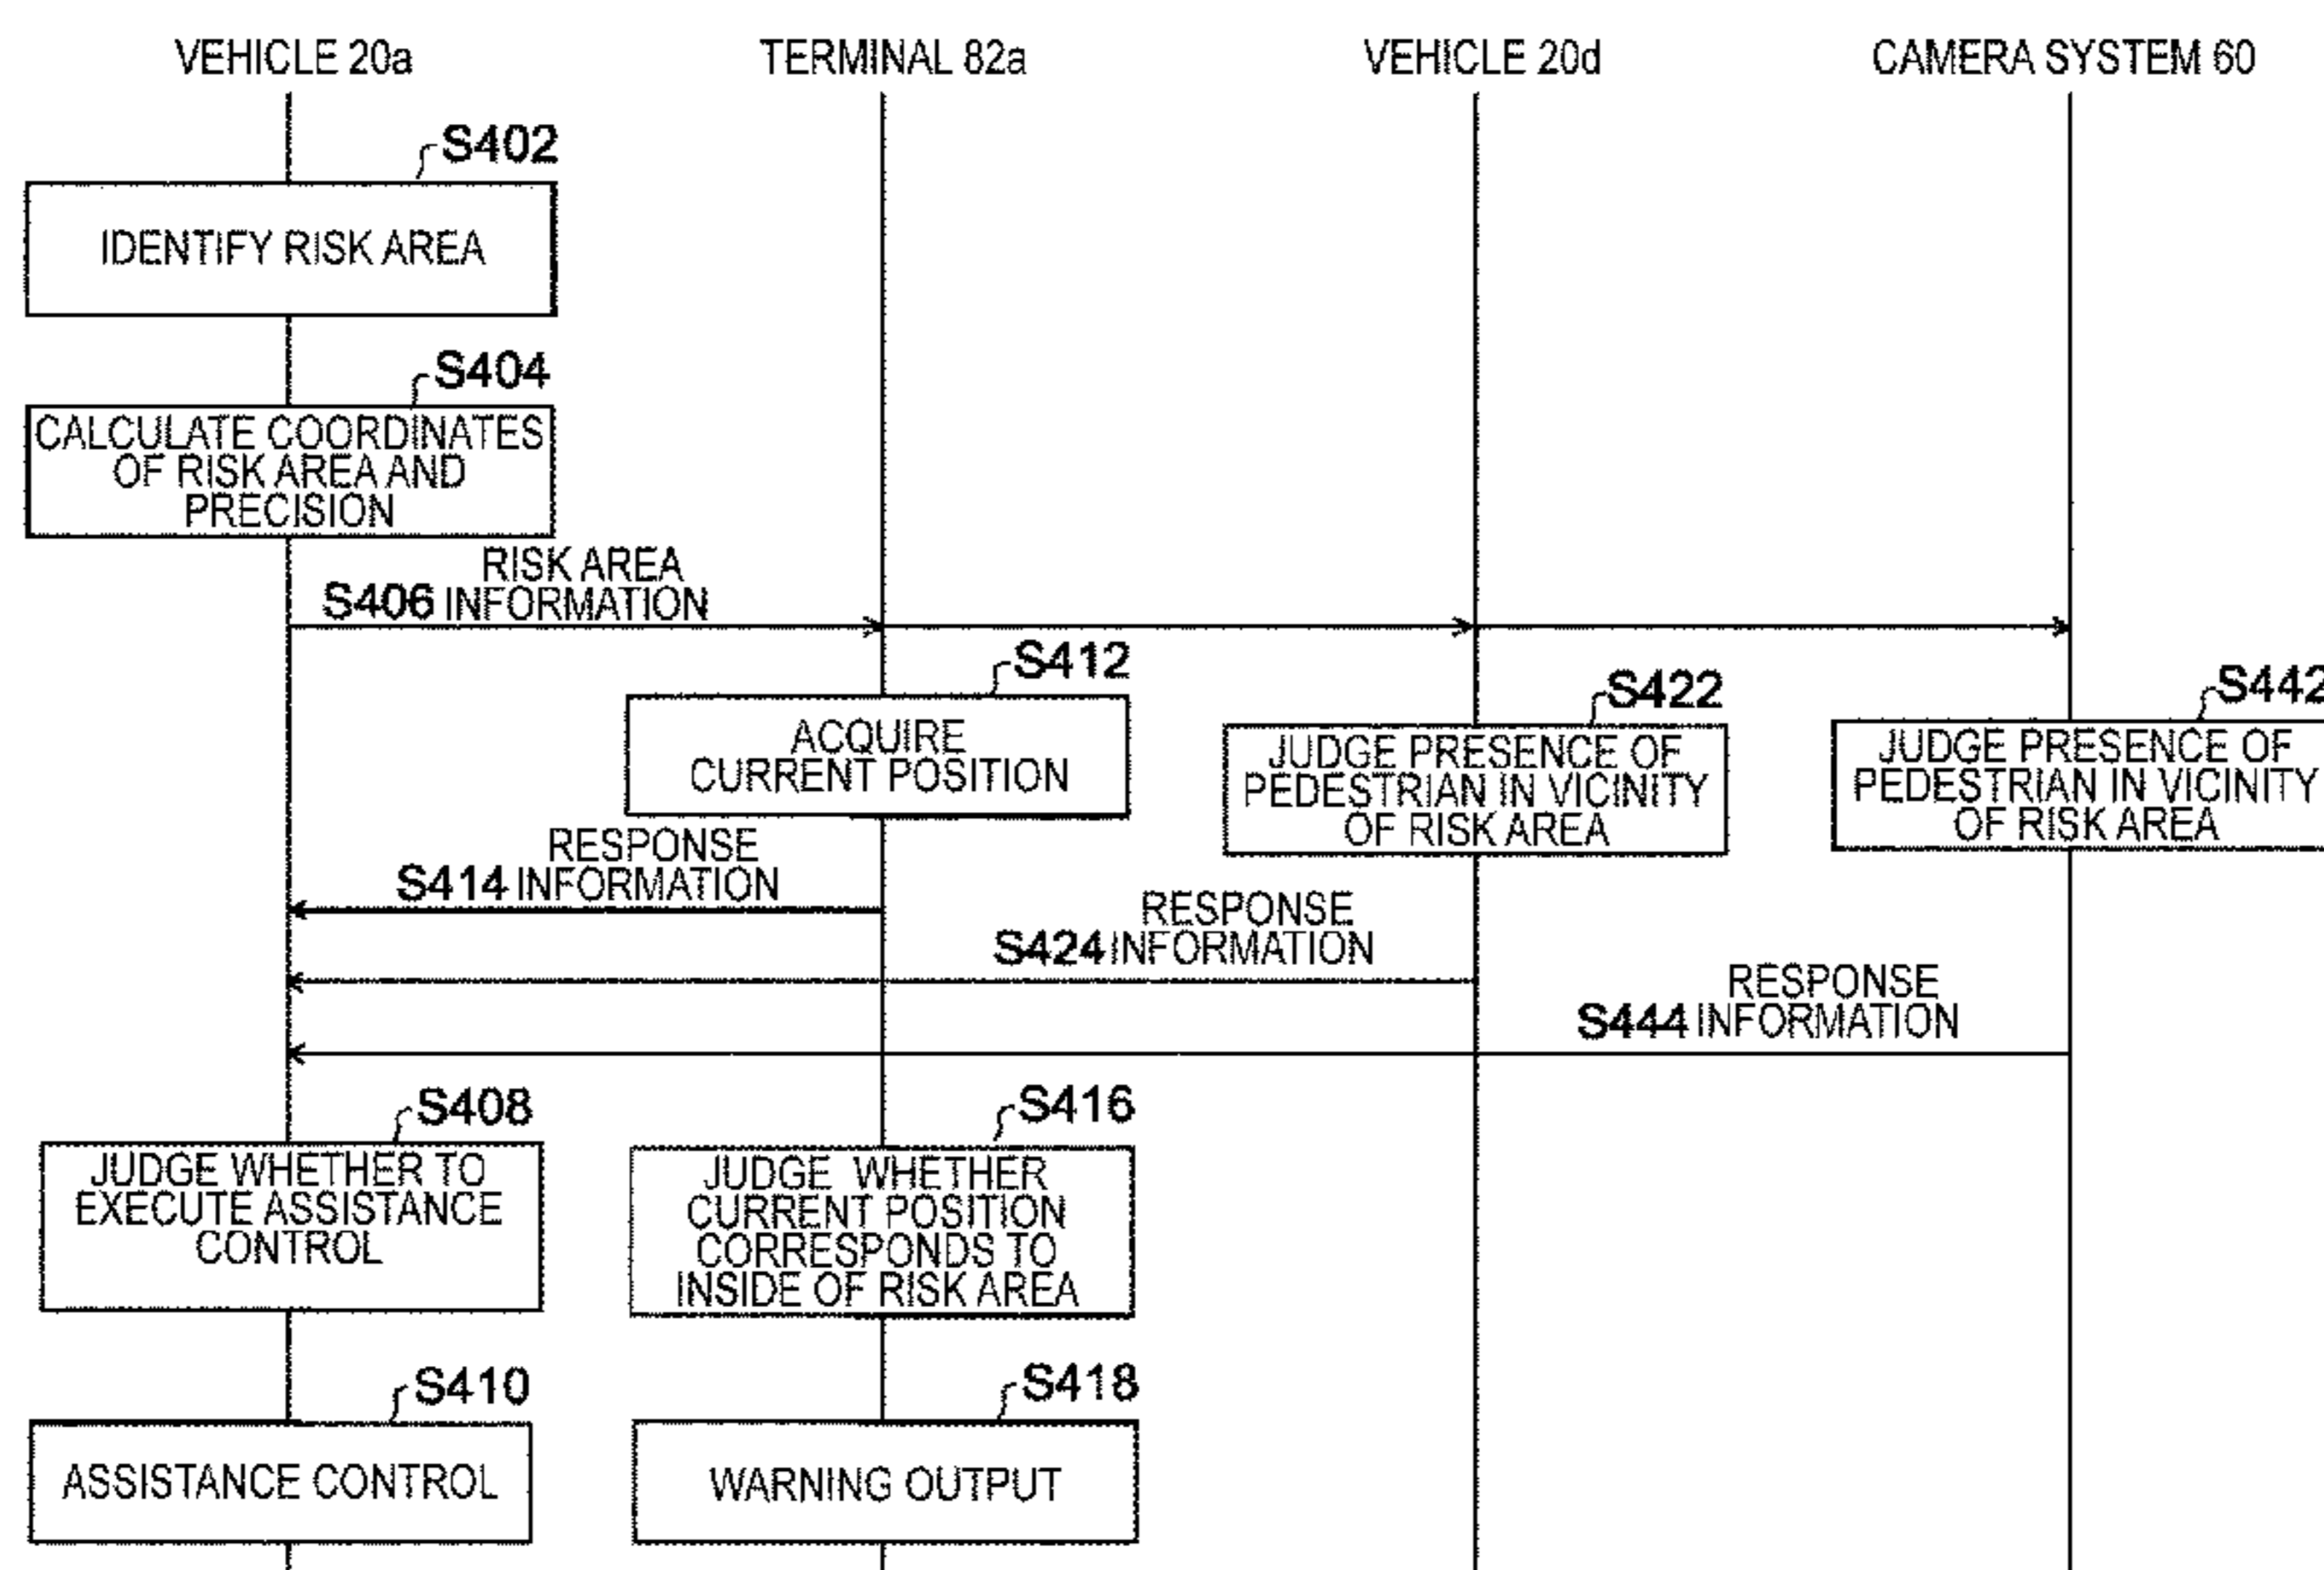 VEHICLE 20a
TERMINAL 82a
VEHICLE 20d
CAMERA SYSTEM 60
S402
IDENTIFY RISK AREA
S404
CALCULATE COORDINATES
OF RISK AREA AND
PRECISION
RISK AREA
S406 INFORMATION
S412
ACQUIRE
CURRENT POSITION
S422
JUDGE PRESENCE OF
PEDESTRIAN IN VICINITY
OF RISK AREA
S442
JUDGE PRESENCE OF
PEDESTRIAN IN VICINITY
OF RISK AREA
RESPONSE
S414 INFORMATION
RESPONSE
S424 INFORMATION
RESPONSE
S444 INFORMATION
S408
JUDGE WHETHER TO
EXECUTE ASSISTANCE
CONTROL
S416
JUDGE WHETHER
CURRENT POSITION
CORRESPONDS TO
INSIDE OF RISK AREA
S410
ASSISTANCE CONTROL
S418
WARNING OUTPUT